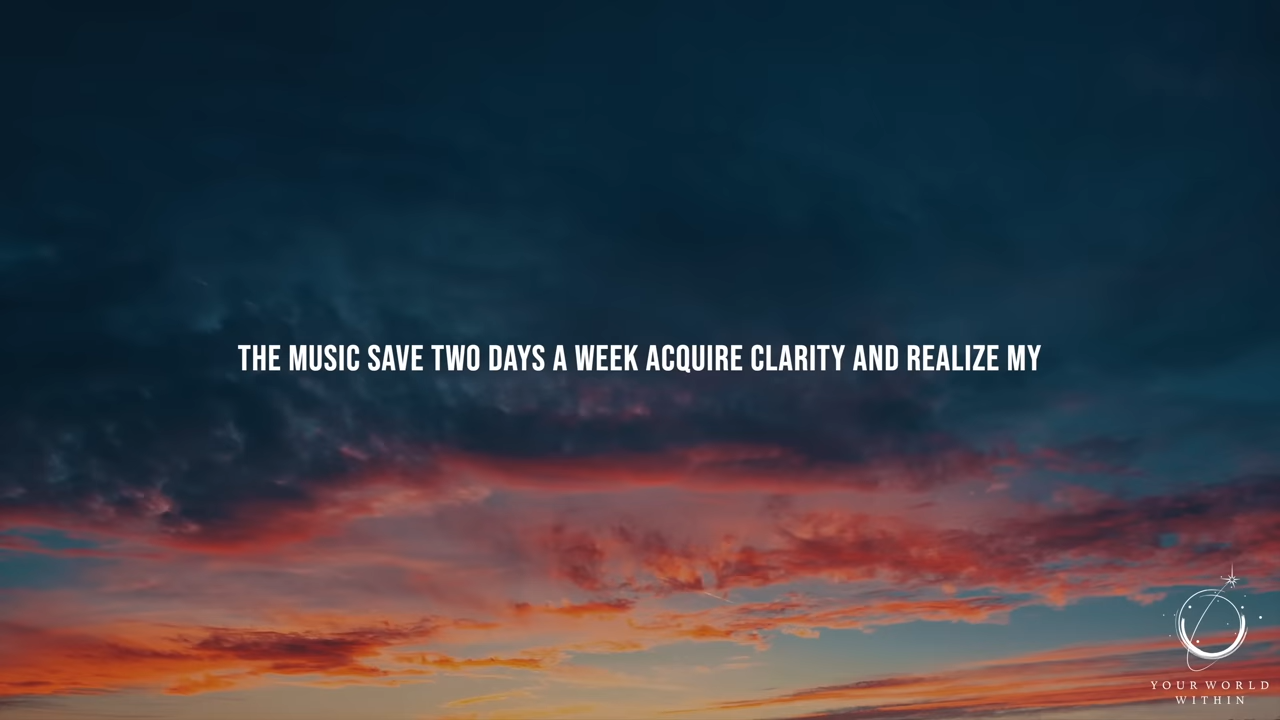 THE MUSIC SAVE TWO DAYS A WEEK ACQUIRE CLARITY AND REALIZE MY
YOUR WORLD
WITHIN